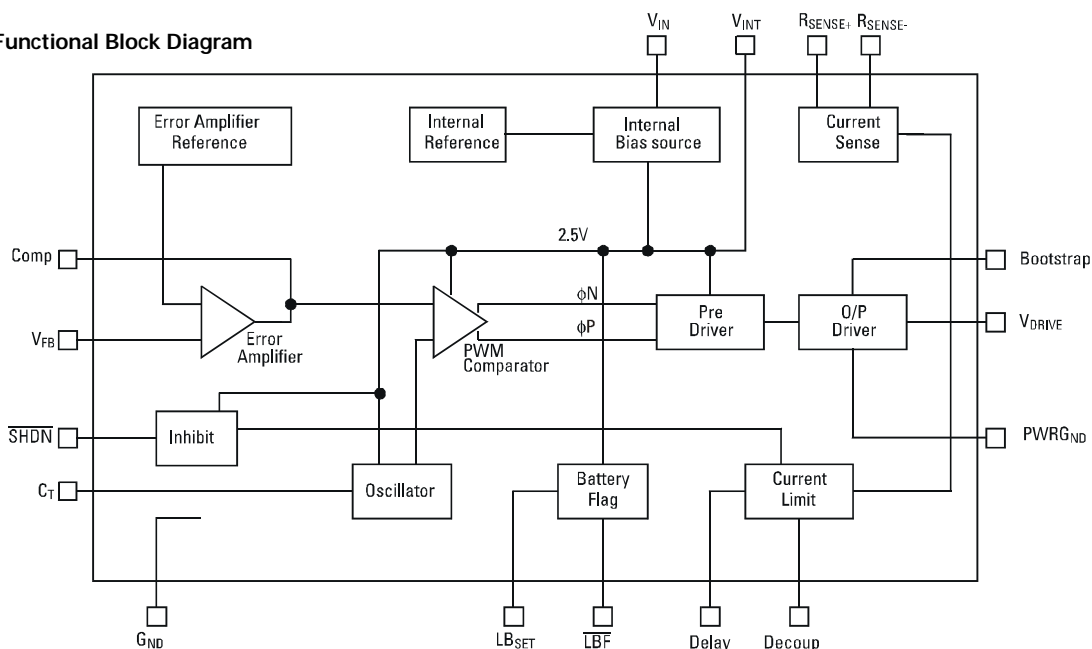 Functional Block Diagram
VIN
VINT
RSENSE+ RSENSE-
Error Amplifier
Reference
Internal
Reference
Internal
Bias source
Current
Sense
2.5V
Comp
Bootstrap
ϕN
ϕP
Pre
Driver
O/P
Driver
VDRIVE
VFB
Error
Amplifier
PWM
Comparator
SHDN
Inhibit
PWRGND
CT
Oscillator
Battery
Flag
Current
Limit
GND
LBSET
LBF
Delay
Decoup